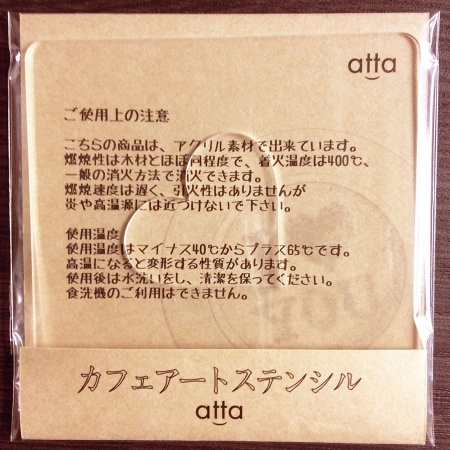 atta
ご使用上の注意
こちらの商品は、アクリル素材で出来ています。
燃焼性は木材とほぼ同程度で、着火温度は400℃、
一般の消火方法で消火できます。
燃焼速度は遅く、引火性はありませんが
炎や高温源には近づけないで下さい。
使用温度
使用温度はマイナス40℃からプラス65℃です。
高温になると変形する性質があります。
使用後は水洗いをし、清潔を保ってください。
食洗機のご利用はできません。
カフェアートステンシル
atta